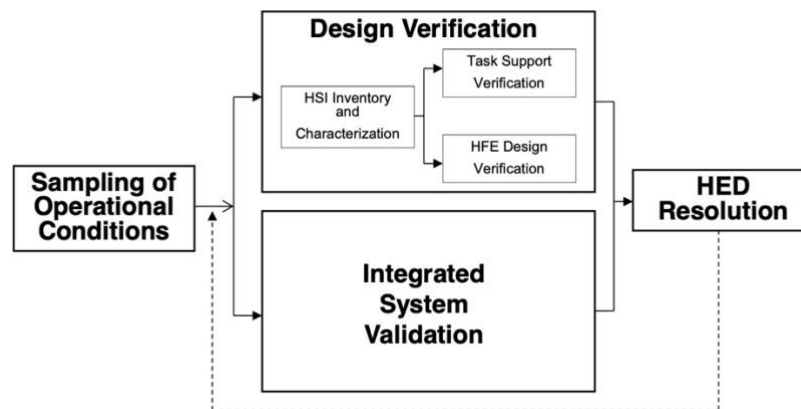 Design Verification
HSI Inventory
and
Characterization
Task Support
Verification
HFE Design
Verification
Sampling of
Operational
Conditions
Integrated
System
Validation
HED
Resolution